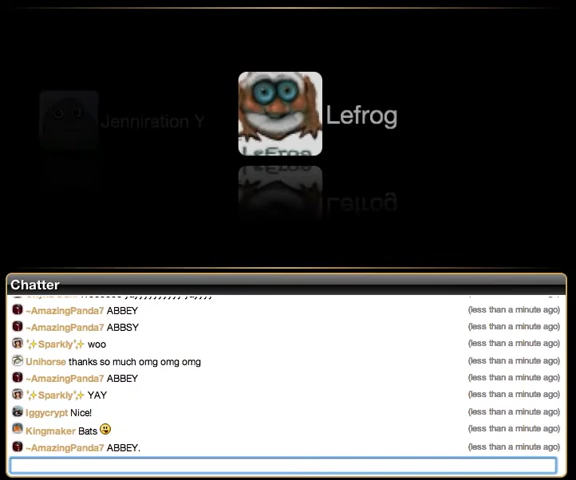 Jenniration Y
Lefrog
LeFrog
Lefrog
Chatter
~AmazingPanda7 ABBEY (less than a minute ago)
~AmazingPanda7 ABBSY (less than a minute ago)
'✨Sparkly'✨ woo (less than a minute ago)
Unihorse thanks so much omg omg omg (less than a minute ago)
~AmazingPanda7 ABBEY (less than a minute ago)
'✨Sparkly'✨ YAY (less than a minute ago)
Iggycrypt Nice! (less than a minute ago)
Kingmaker Bats 😀 (less than a minute ago)
~AmazingPanda7 ABBEY. (less than a minute ago)